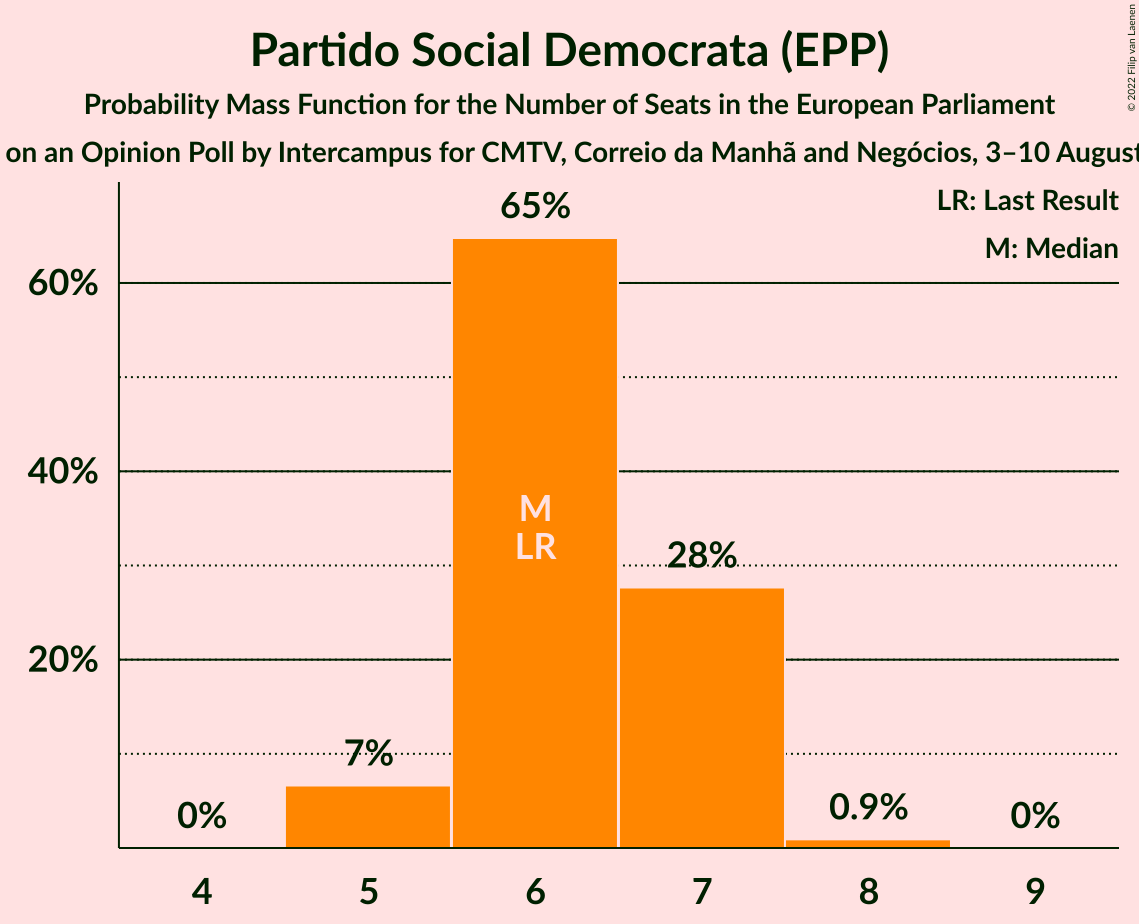 Partido Social Democrata (EPP)
Probability Mass Function for the Number of Seats in the European Parliament
on an Opinion Poll by Intercampus for CMTV, Correio da Manhã and Negócios, 3–10 August
© 2022 Filip van Laenen
LR: Last Result
M: Median
65%
60%
40%
M
LR
28%
20%
7%
0%
0.9%
0%
4 5 6 7 8 9